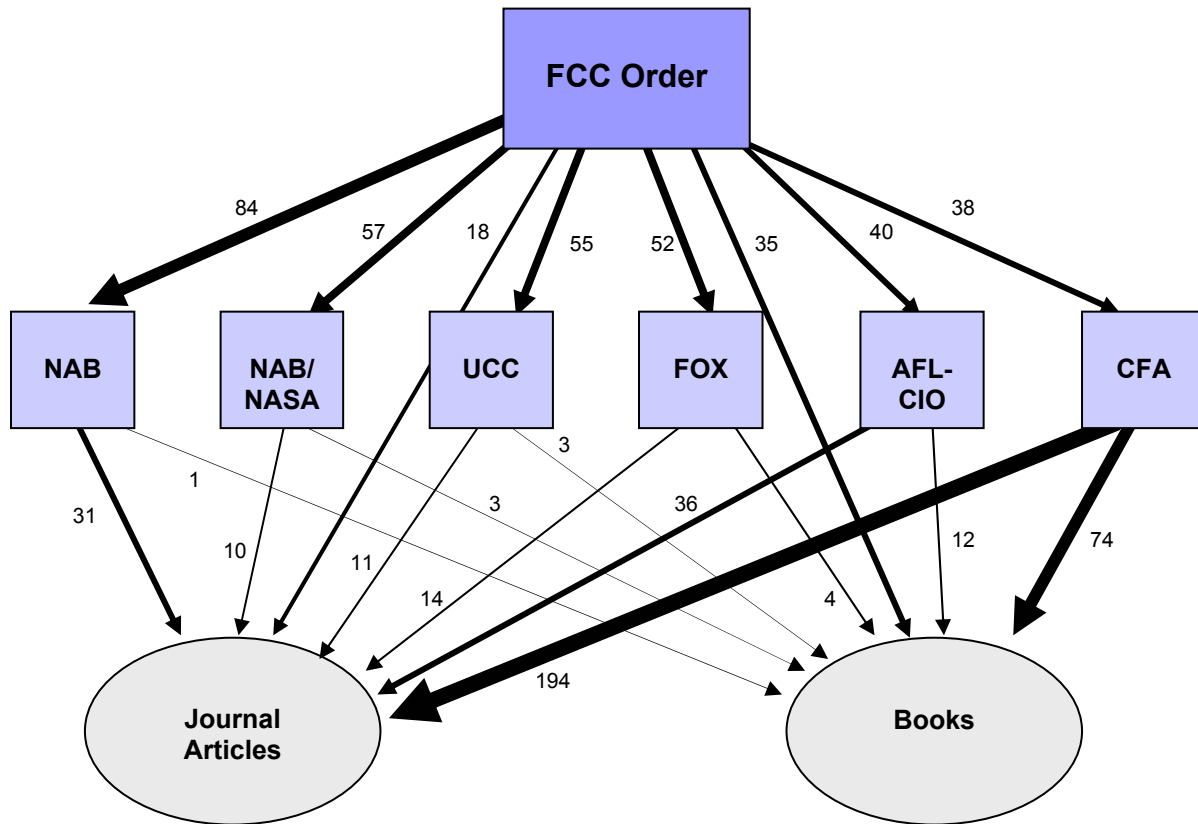 FCC Order
84
57
18
55
52
35
40
38
NAB
NAB/
NASA
UCC
FOX
AFL-
CIO
CFA
31
1
10
11
3
3
14
36
4
12
74
194
Journal
Articles
Books